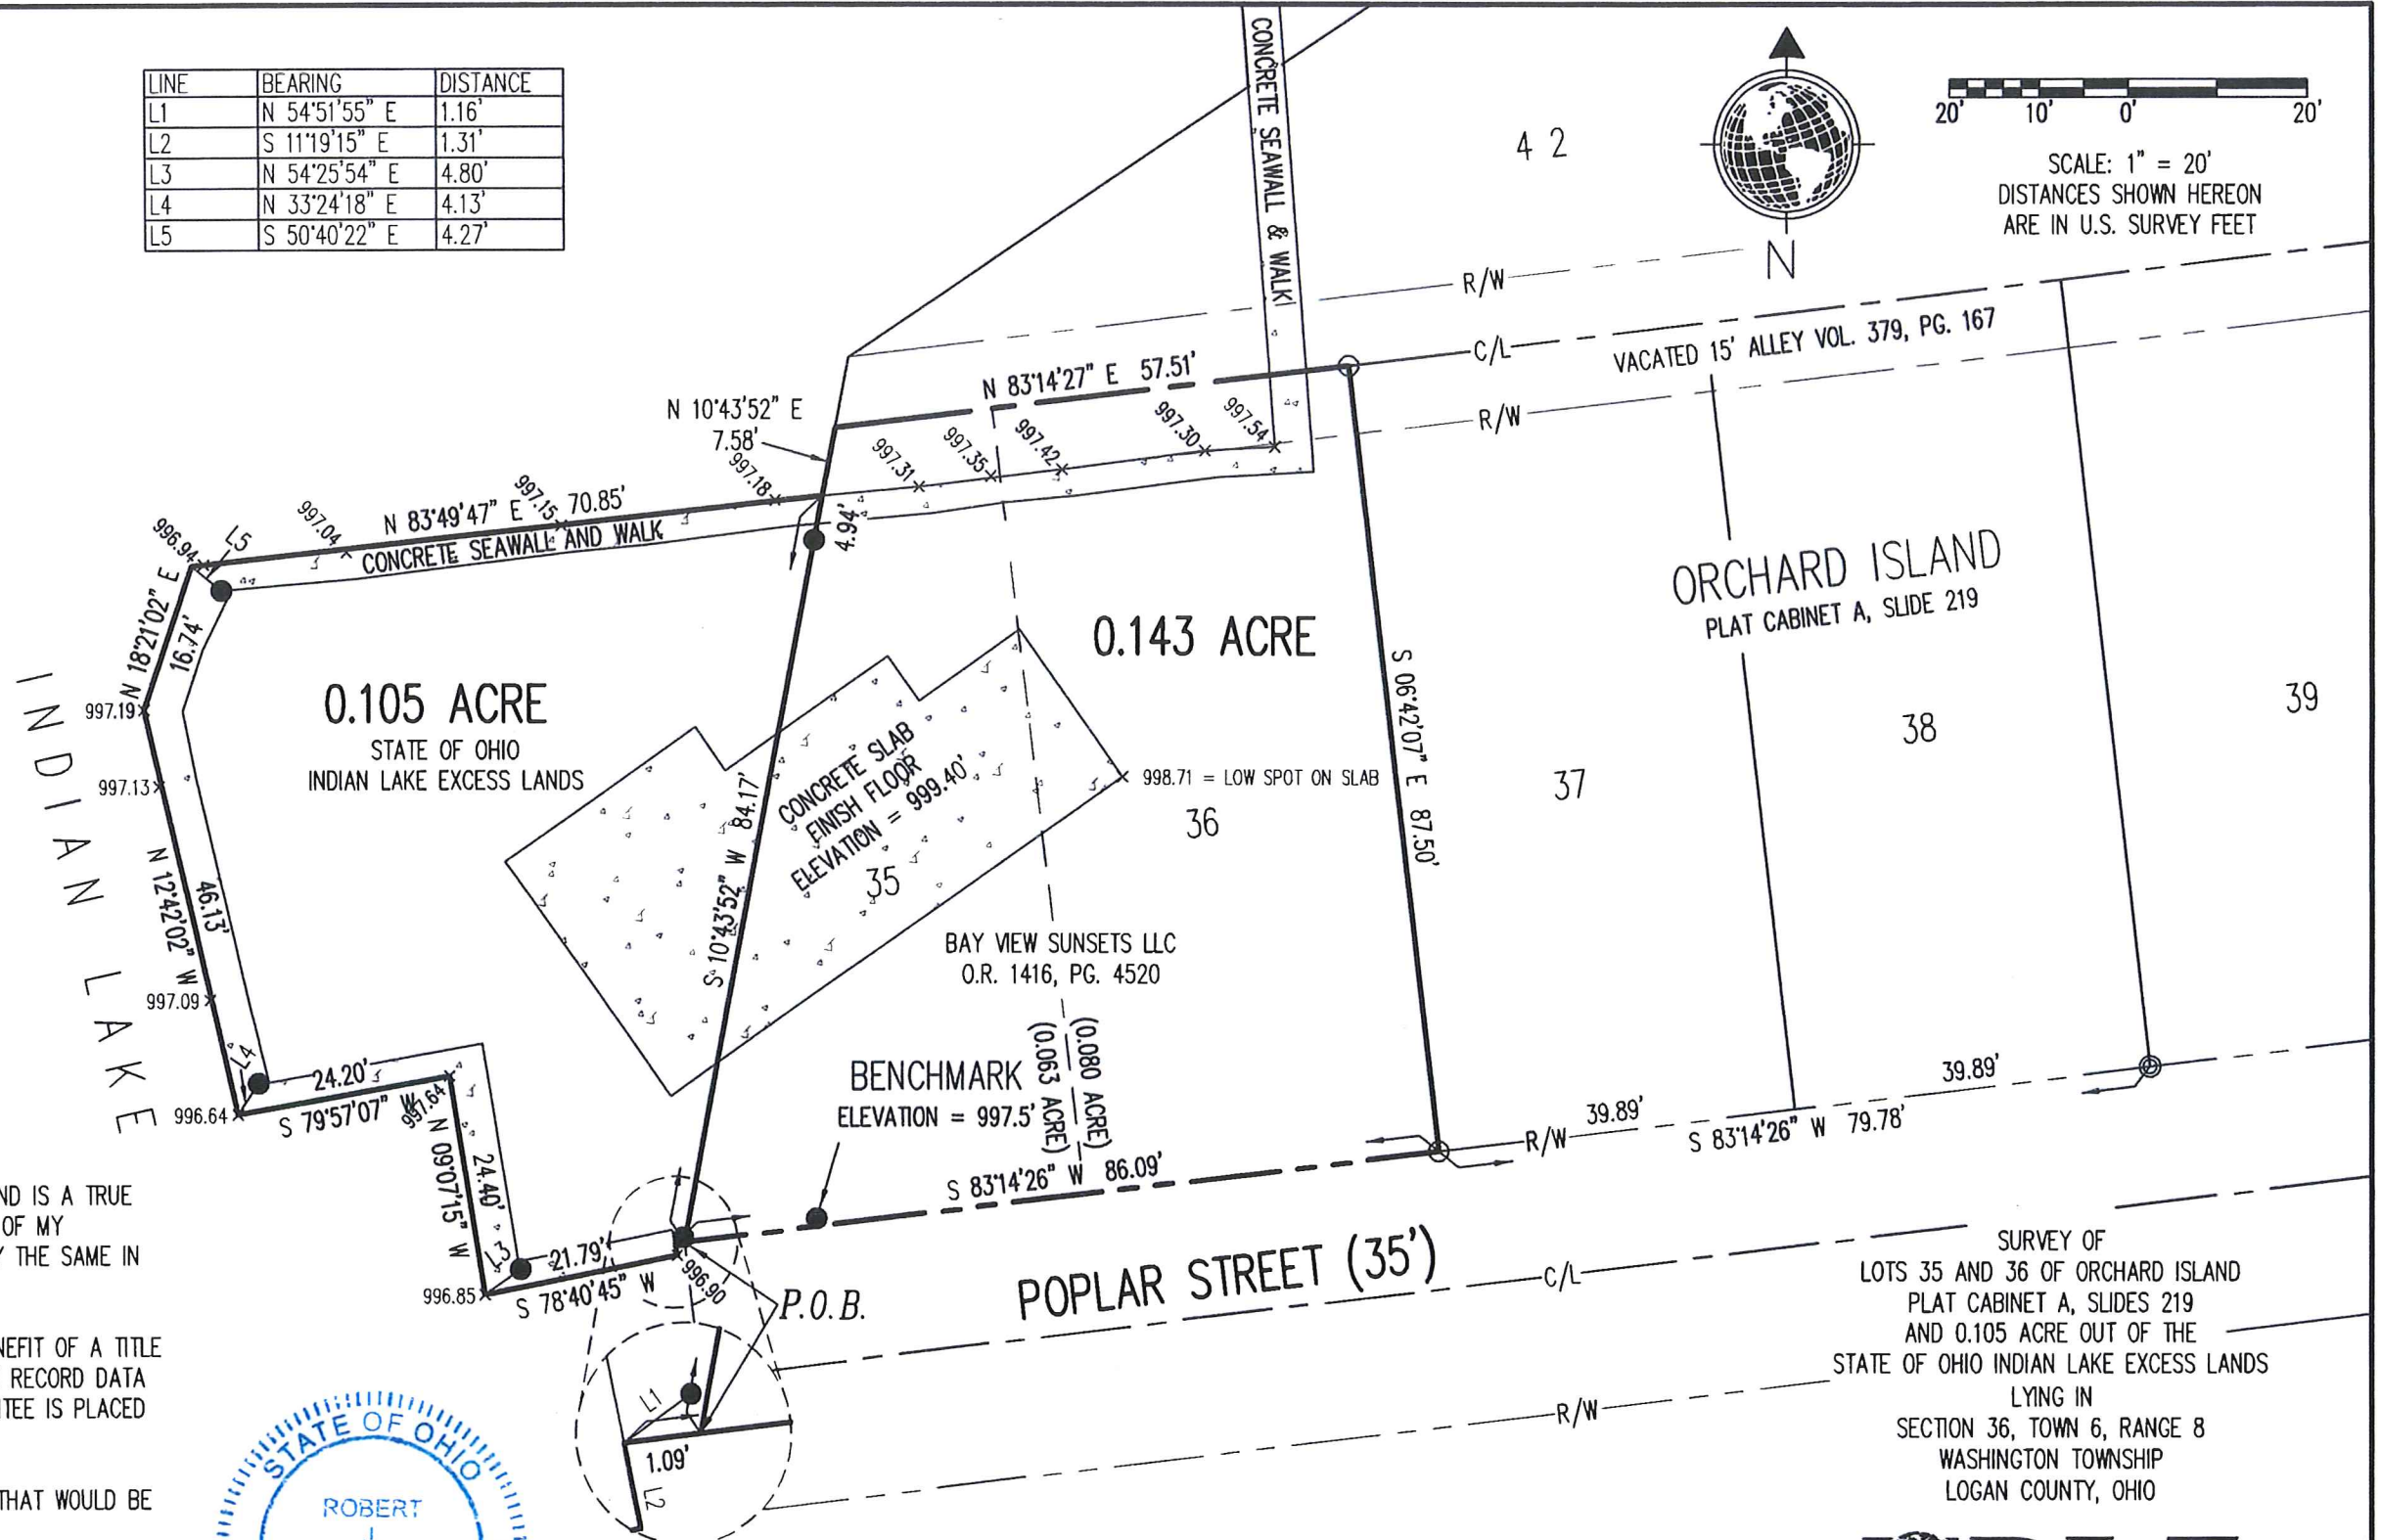 LINE BEARING DISTANCE
L1 N 54°51'55" E 1.16'
L2 S 11°19'15" E 1.31'
L3 N 54°25'54" E 4.80'
L4 N 33°24'18" E 4.13'
L5 S 50°40'22" E 4.27'
CONCRETE SEAWALL & WALK
42
N
20' 10' 0' 20'
SCALE: 1" = 20'
DISTANCES SHOWN HEREON
ARE IN U.S. SURVEY FEET
R/W
C/L
VACATED 15' ALLEY VOL. 379, PG. 167
R/W
N 83°14'27" E 57.51'
N 10°43'52" E
7.58'
997.31
997.35
997.42
997.30
997.54
996.94
L5
997.04
N 83°49'47" E 70.85'
997.15
997.18
CONCRETE SEAWALL AND WALK
4.94'
N 18°21'02" E
16.74'
997.19
997.13
N 12°42'02" W
46.13'
997.09
996.64
INDIAN LAKE
0.105 ACRE
STATE OF OHIO
INDIAN LAKE EXCESS LANDS
S 10°43'52" W 84.17'
CONCRETE SLAB
FINISH FLOOR
ELEVATION = 999.40'
35
0.143 ACRE
998.71 = LOW SPOT ON SLAB
36
S 06°42'07" E 87.50'
ORCHARD ISLAND
PLAT CABINET A, SLIDE 219
37
38
39
BAY VIEW SUNSETS LLC
O.R. 1416, PG. 4520
(0.063 ACRE)
(0.080 ACRE)
BENCHMARK
ELEVATION = 997.5'
L4
24.20'
S 79°57'07" W
997.64
N 09°07'15" W
24.40'
L3
21.79'
996.85
S 78°40'45" W
996.90
P.O.B.
S 83°14'26" W 86.09'
R/W
39.89'
39.89'
S 83°14'26" W 79.78'
POPLAR STREET (35')
C/L
R/W
L1
1.09'
L2
ND IS A TRUE
OF MY
THE SAME IN
NEFIT OF A TITLE
RECORD DATA
TEE IS PLACED
THAT WOULD BE
STATE OF OHIO
ROBERT
SURVEY OF
LOTS 35 AND 36 OF ORCHARD ISLAND
PLAT CABINET A, SLIDES 219
AND 0.105 ACRE OUT OF THE
STATE OF OHIO INDIAN LAKE EXCESS LANDS
LYING IN
SECTION 36, TOWN 6, RANGE 8
WASHINGTON TOWNSHIP
LOGAN COUNTY, OHIO